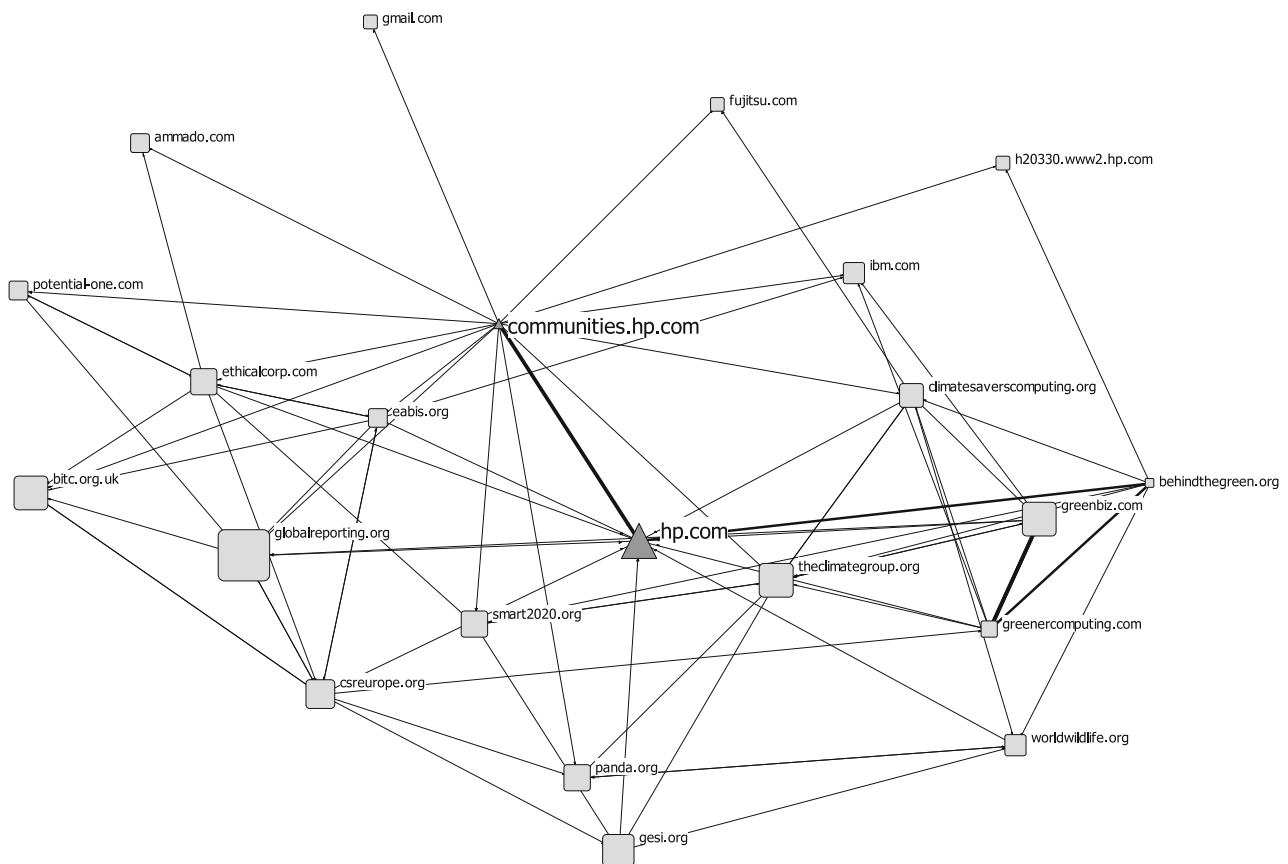 gmail.com
fujitsu.com
ammado.com
h20330.www2.hp.com
ibm.com
potential-one.com
communities.hp.com
ethicalcorp.com
climatesaverscomputing.org
eabis.org
bitc.org.uk
behindthegreen.org
greenbiz.com
globalreporting.org
hp.com
theclimategroup.org
smart2020.org
greenercomputing.com
csreurope.org
worldwildlife.org
panda.org
gesi.org